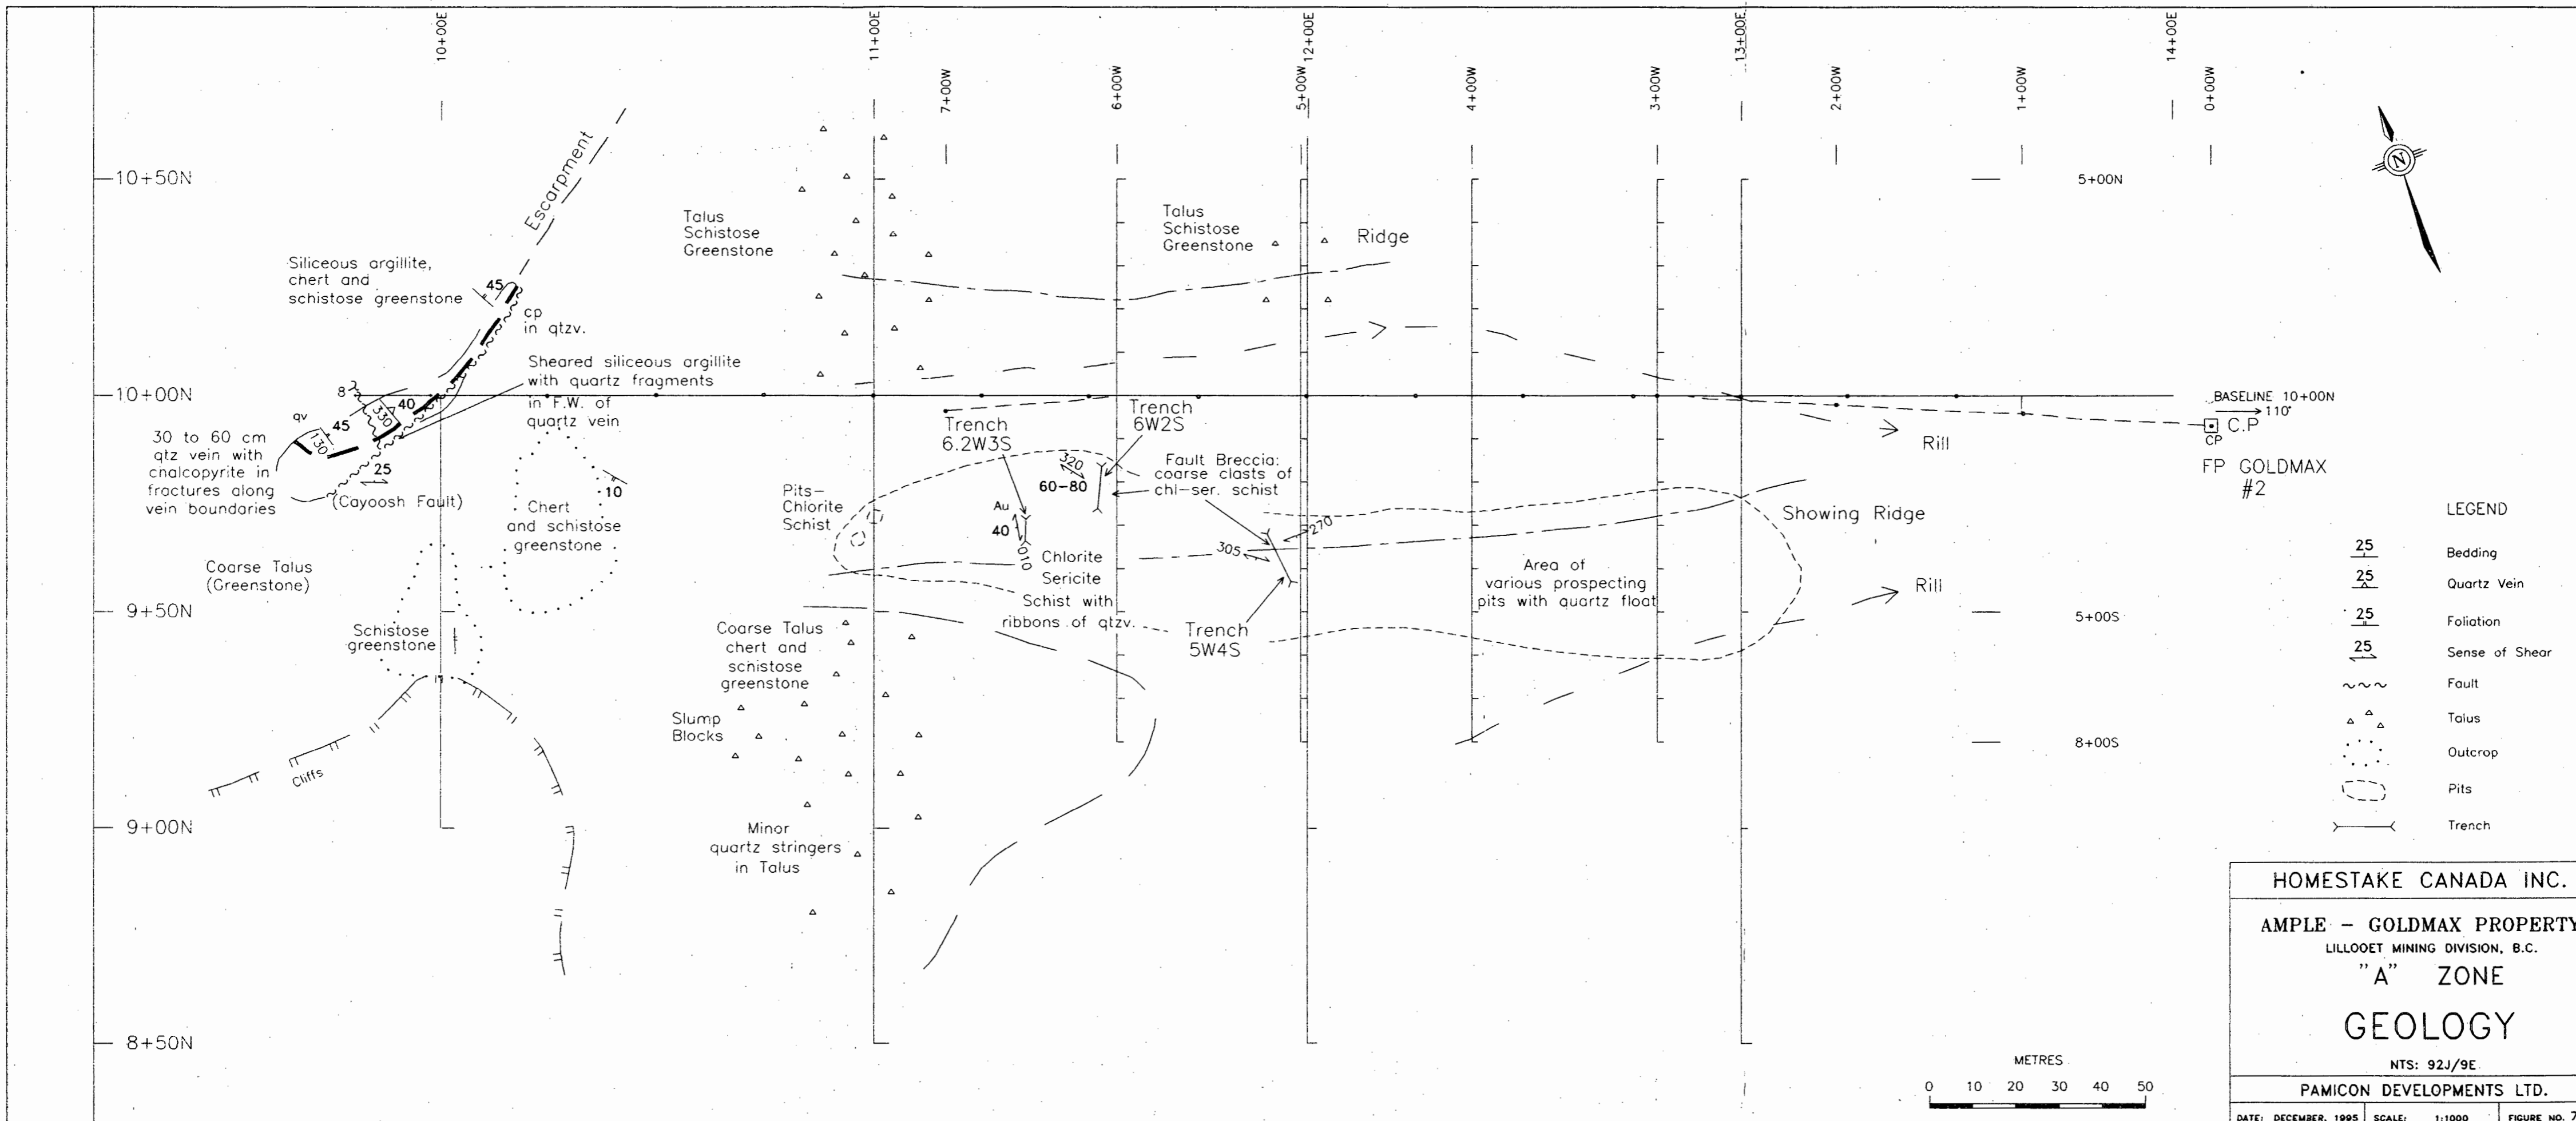 10+00E
11+00E
12+00E
13+00E
14+00E
7+00W
6+00W
5+00W
4+00W
3+00W
2+00W
1+00W
0+00W
10+50N
10+00N
9+50N
9+00N
8+50N
5+00N
5+00S
8+00S
N
Escarpment
Siliceous argillite,
chert and
schistose greenstone
45
cp
in qtzv.
Sheared siliceous argillite
with quartz fragments
in F.W. of
quartz vein
8
qv
45
130
330
40
25
30 to 60 cm
qtz vein with
chalcopyrite in
fractures along
vein boundaries
(Cayoosh Fault)
10
Chert
and schistose
greenstone
Coarse Talus
(Greenstone)
Schistose
greenstone
Cliffs
Talus
Schistose
Greenstone
Talus
Schistose
Greenstone
Ridge
Trench
6.2W3S
Trench
6W2S
320
60-80
Fault Breccia:
coarse clasts of
chl-ser. schist
Pits-
Chlorite
Schist
Au
40
010
305
270
Chlorite
Sericite
Schist with
ribbons of qtzv.
Trench
5W4S
Area of
various prospecting
pits with quartz float
Showing Ridge
Rill
Rill
Coarse Talus
chert and
schistose
greenstone
Slump
Blocks
Minor
quartz stringers
in Talus
BASELINE 10+00N
110°
C.P
CP
FP GOLDMAX
#2
LEGEND
25 Bedding
25 Quartz Vein
25 Foliation
25 Sense of Shear
Fault
Talus
Outcrop
Pits
Trench
METRES
0 10 20 30 40 50
HOMESTAKE CANADA INC.
AMPLE - GOLDMAX PROPERTY
LILLOOET MINING DIVISION, B.C.
"A" ZONE
GEOLOGY
NTS: 92J/9E
PAMICON DEVELOPMENTS LTD.
DATE: DECEMBER, 1995 SCALE: 1:1000 FIGURE NO. 7